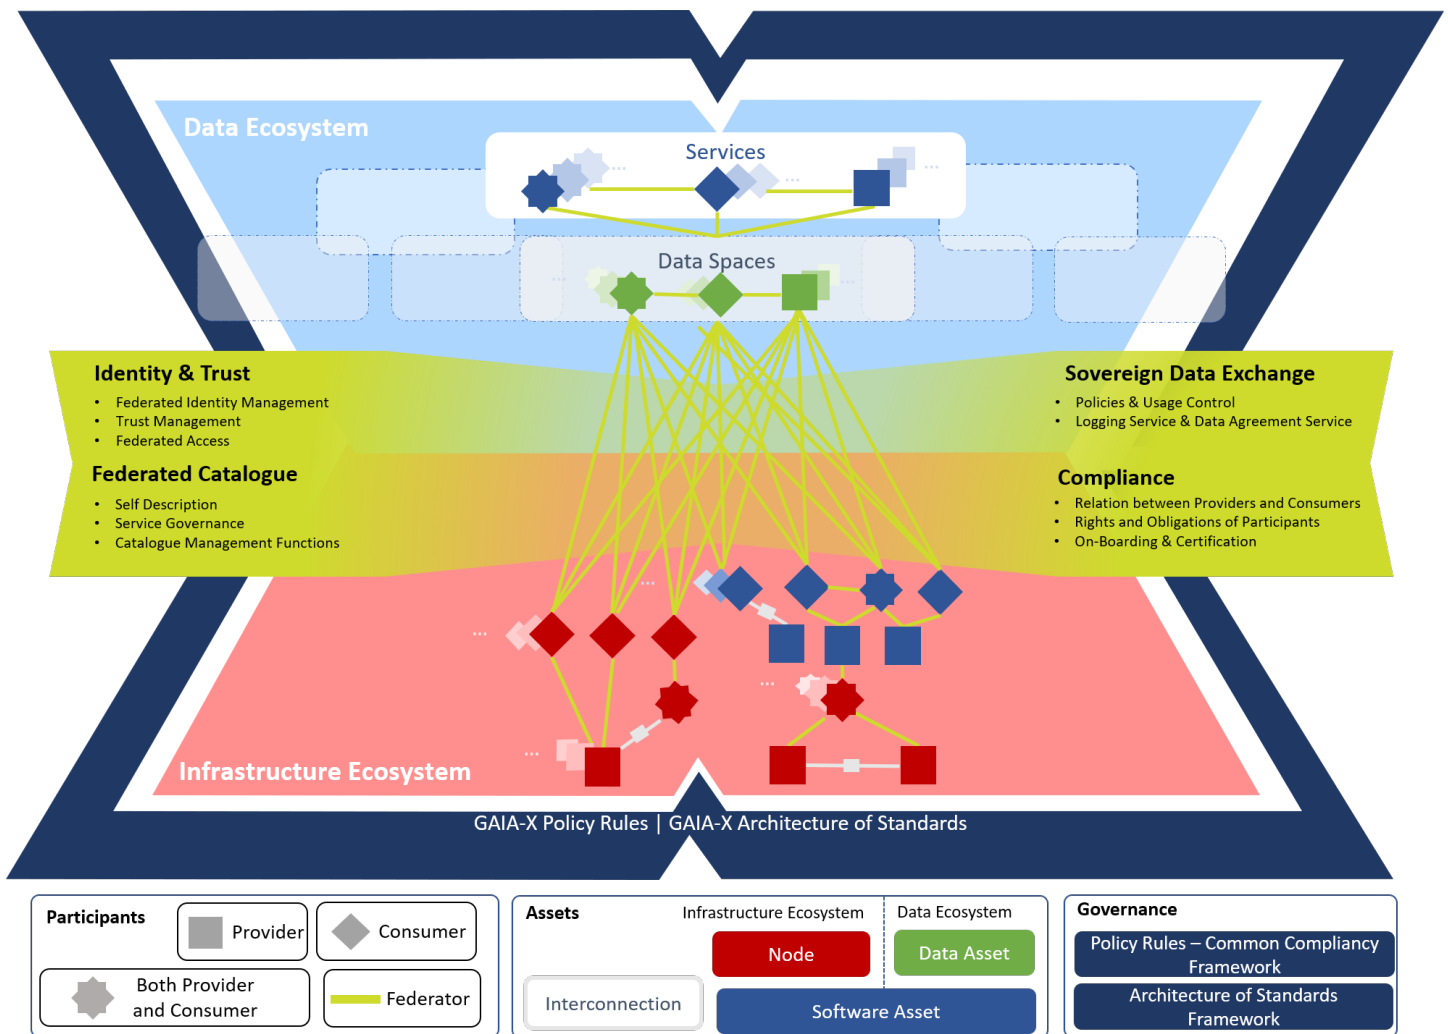 Data Ecosystem
Services
...
...
...
Data Spaces
...
...
Identity & Trust
• Federated Identity Management
• Trust Management
• Federated Access
Federated Catalogue
• Self Description
• Service Governance
• Catalogue Management Functions
Sovereign Data Exchange
• Policies & Usage Control
• Logging Service & Data Agreement Service
Compliance
• Relation between Providers and Consumers
• Rights and Obligations of Participants
• On-Boarding & Certification
...
...
...
...
Infrastructure Ecosystem
GAIA-X Policy Rules | GAIA-X Architecture of Standards
Participants
Provider
Consumer
Both Provider
and Consumer
Federator
Assets
Infrastructure Ecosystem
Data Ecosystem
Node
Data Asset
Interconnection
Software Asset
Governance
Policy Rules – Common Compliancy
Framework
Architecture of Standards
Framework